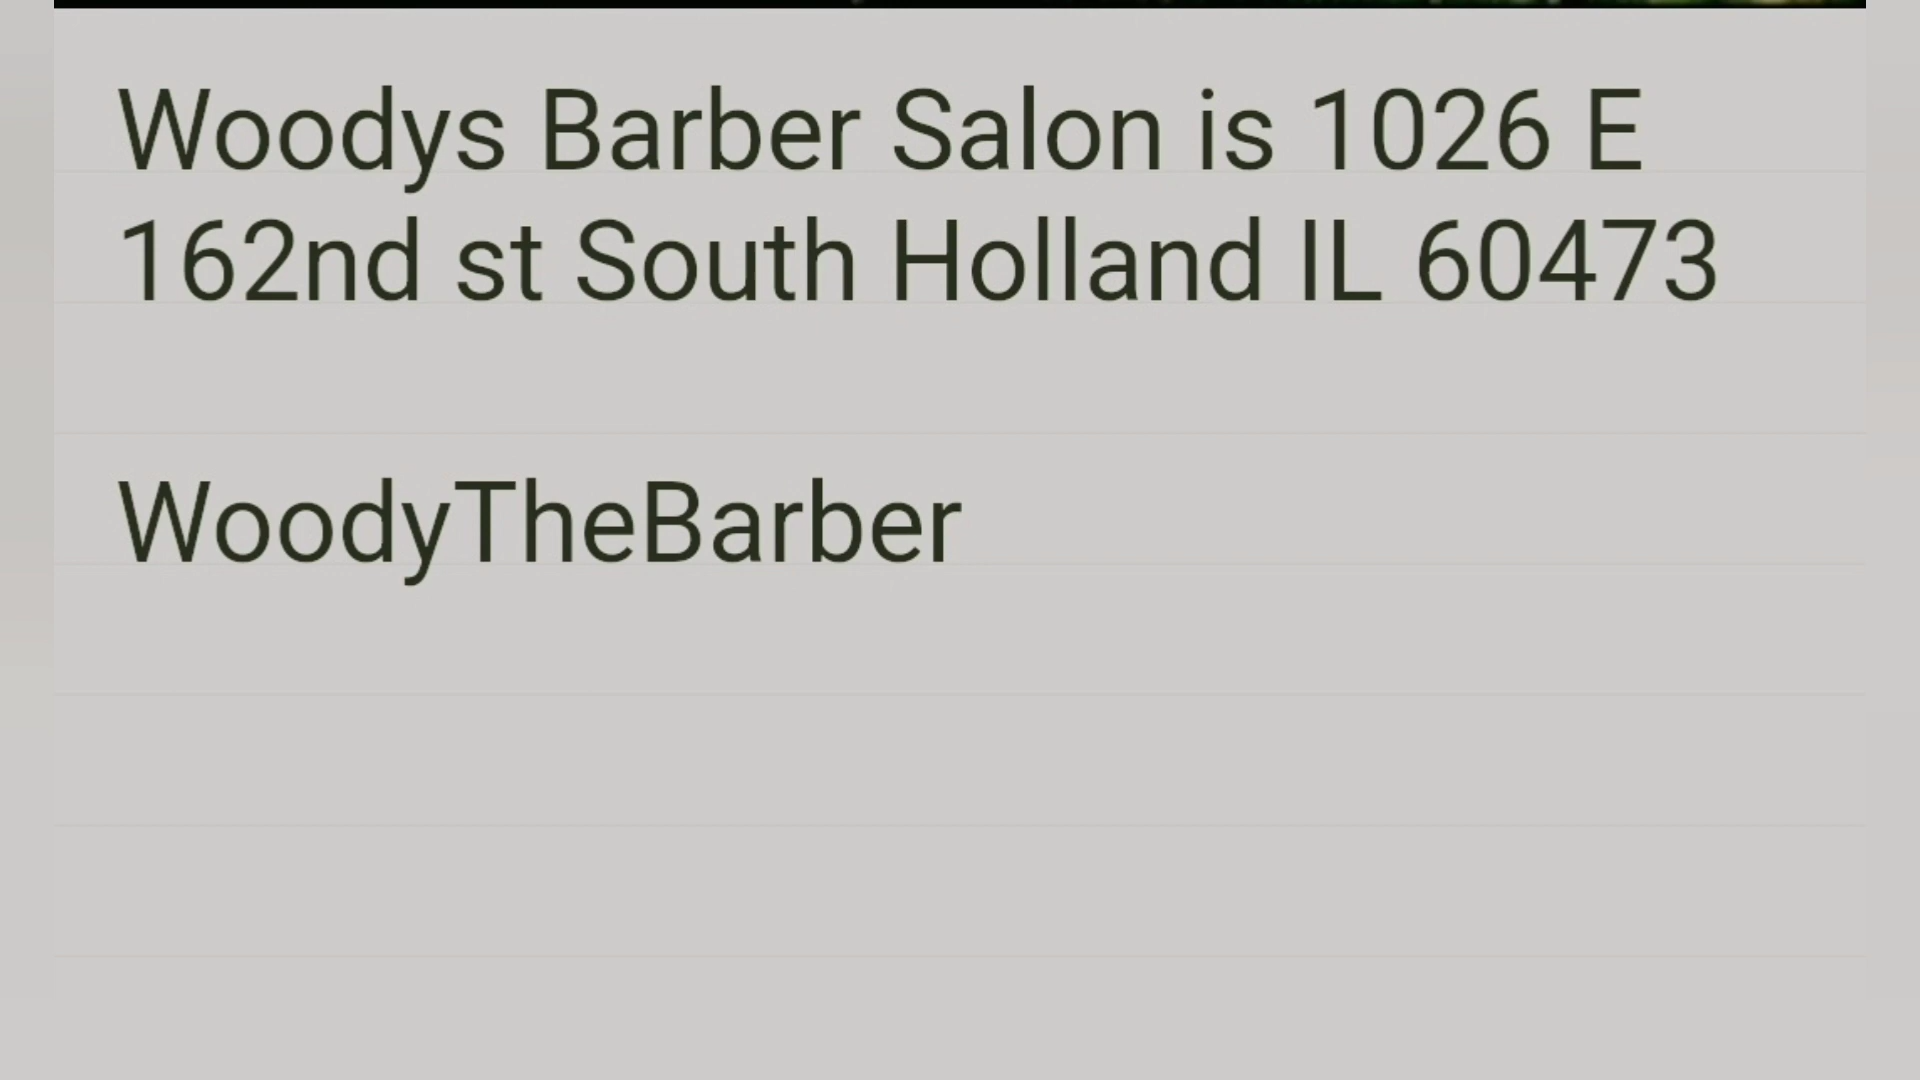 Woodys Barber Salon is 1026 E
162nd st South Holland IL 60473
WoodyTheBarber